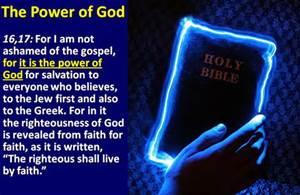 The Power of God
16,17: For I am not
ashamed of the gospel,
for it is the power of
God for salvation to
everyone who believes,
to the Jew first and also
to the Greek. For in it
the righteousness of God
is revealed from faith for
faith, as it is written,
“The righteous shall live
by faith.”
HOLY
BIBLE